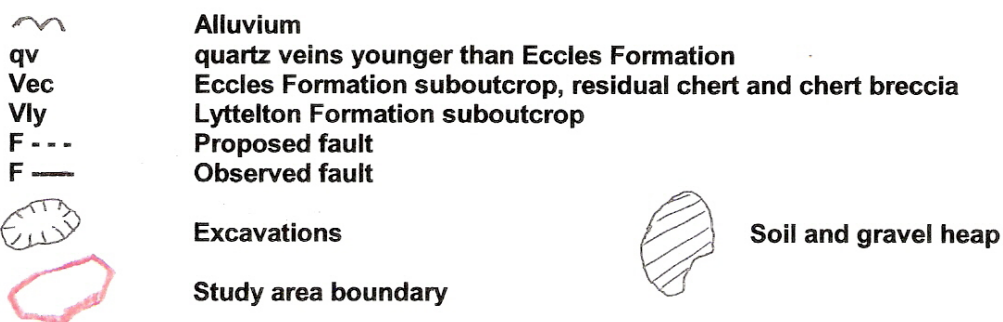 Alluvium
qv quartz veins younger than Eccles Formation
Vec Eccles Formation suboutcrop, residual chert and chert breccia
Vly Lyttelton Formation suboutcrop
F - - - Proposed fault
F Observed fault
Excavations
Soil and gravel heap
Study area boundary